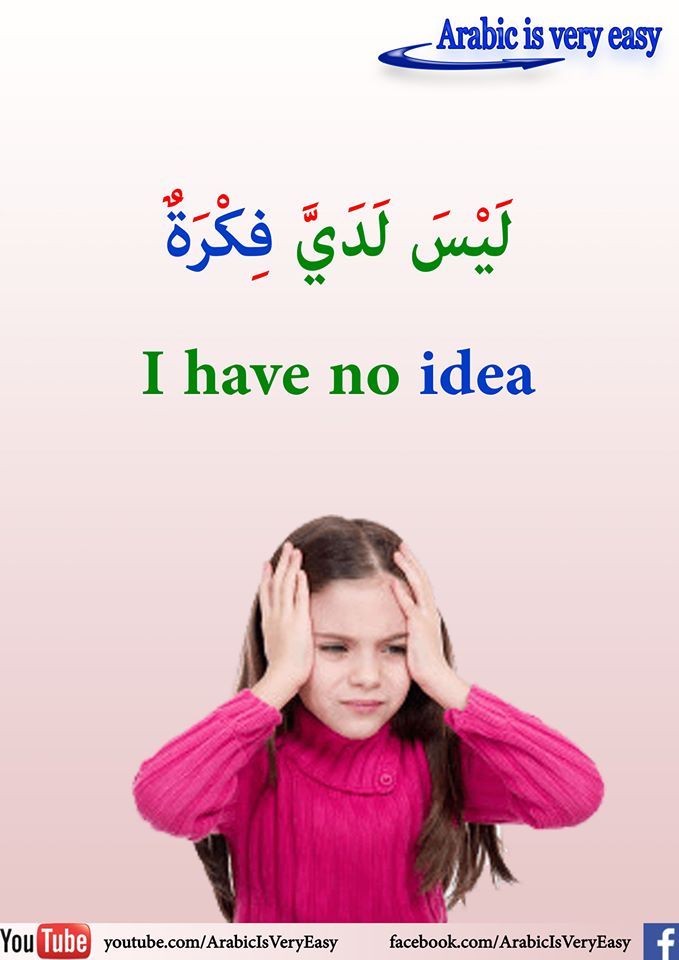 Arabic is very easy
لَيْسَ لَدَيَّ فِكْرَةٌ
I have no idea
YouTube youtube.com/ArabicIsVeryEasy facebook.com/ArabicIsVeryEasy f